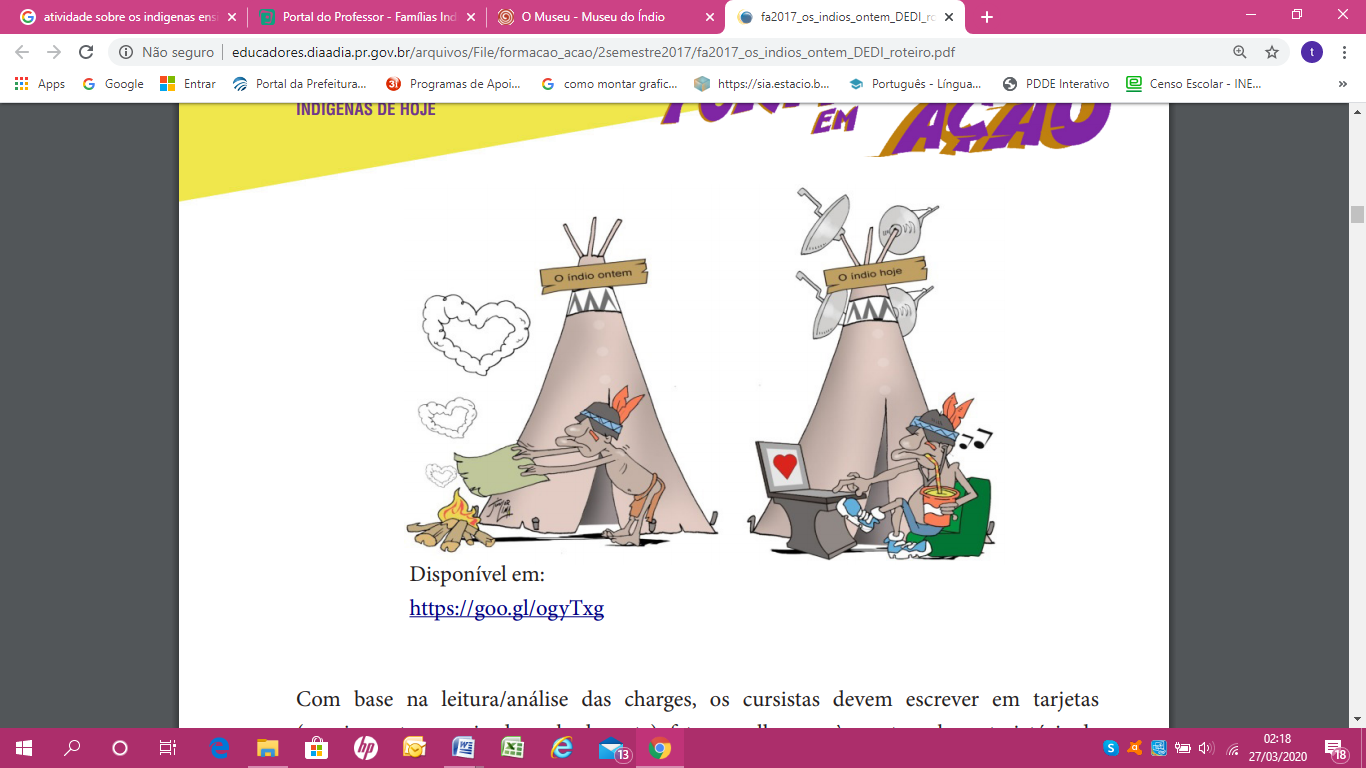 atividade sobre os indigenas ensi
Portal do Professor - Famílias Ind
O Museu - Museu do Índio
fa2017_os_indios_ontem_DEDI_ro
Não seguro
educadores.diaadia.pr.gov.br/arquivos/File/formacao_acao/2semestre2017/fa2017_os_indios_ontem_DEDI_roteiro.pdf
t
Apps
Google
Entrar
Portal da Prefeitura...
Programas de Apoi...
como montar grafic...
https://sia.estacio.b...
Português - Língua...
PDDE Interativo
Censo Escolar - INE...
»
INDÍGENAS DE HOJE
EM
AÇÃO
O índio ontem
O índio hoje
Disponível em:
https://goo.gl/ogyTxg
Com base na leitura/análise das charges, os cursistas devem escrever em tarjetas
13
02:18
27/03/2020
18